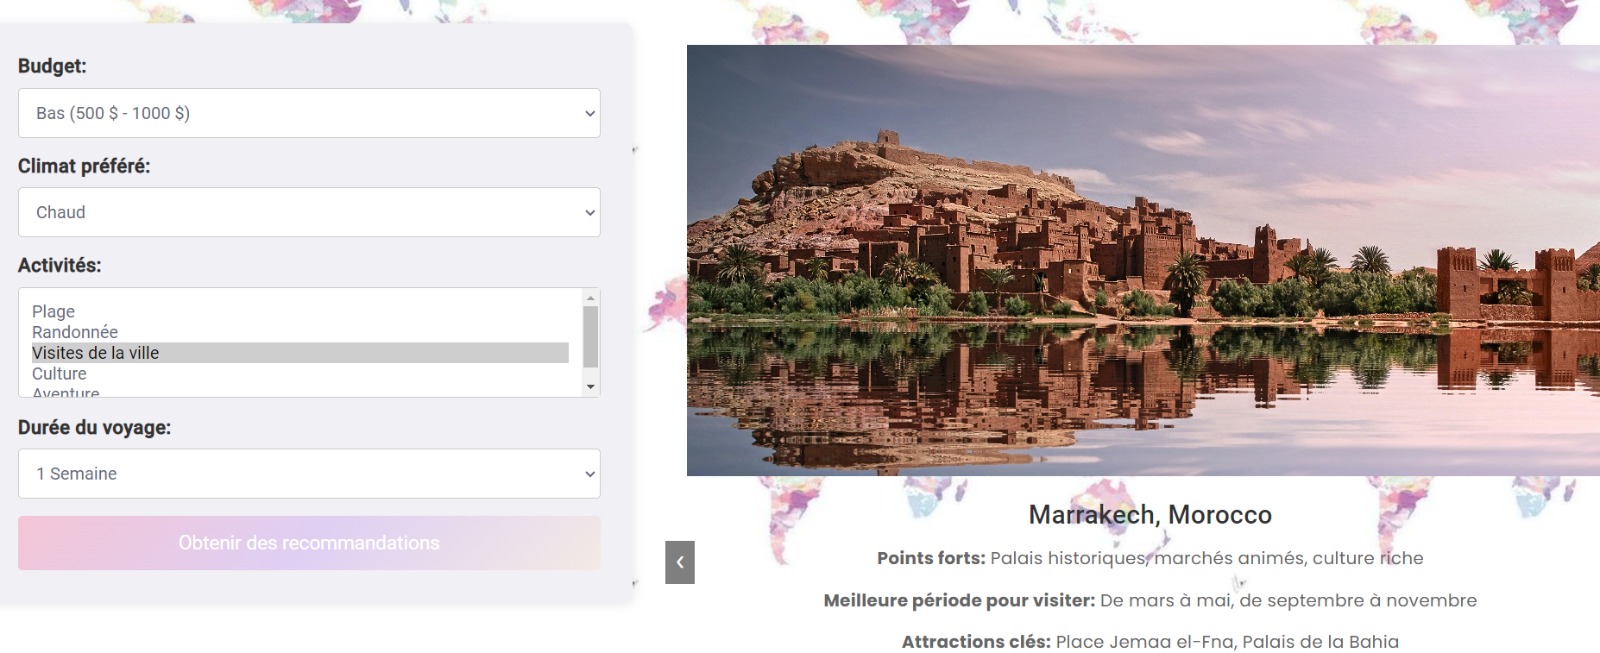 Budget:
Bas (500 $ - 1000 $)
Climat préféré:
Chaud
Activités:
Plage
Randonnée
Visites de la ville
Culture
Aventure
Durée du voyage:
1 Semaine
Obtenir des recommandations
Marrakech, Morocco
Points forts: Palais historiques, marchés animés, culture riche
Meilleure période pour visiter: De mars à mai, de septembre à novembre
Attractions clés: Place Jemaa el-Fna, Palais de la Bahia